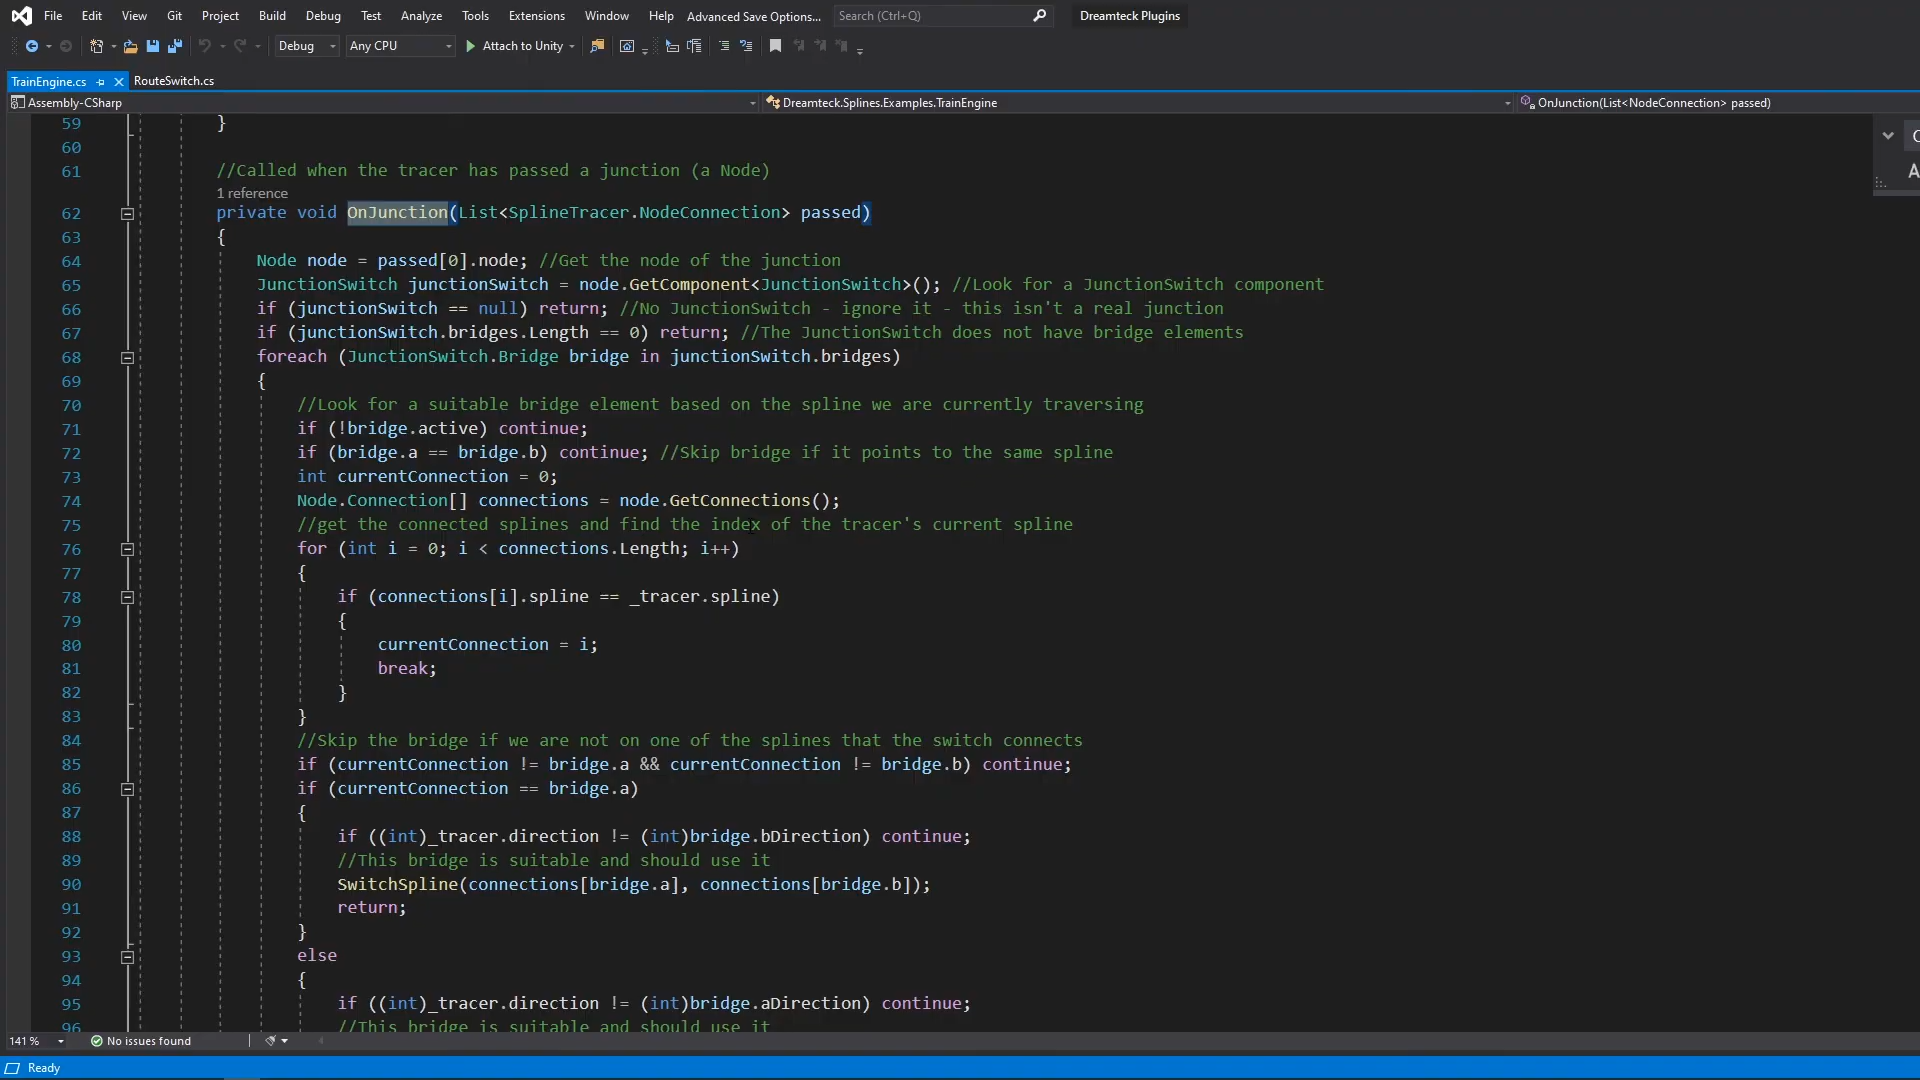 File Edit View Git Project Build Debug Test Analyze Tools Extensions Window Help Advanced Save Options... Search (Ctrl+Q) Dreamteck Plugins
Debug Any CPU Attach to Unity
TrainEngine.cs RouteSwitch.cs
Assembly-CSharp Dreamteck.Splines.Examples.TrainEngine OnJunction(List<NodeConnection> passed)
59 }
60
61 //Called when the tracer has passed a junction (a Node)
1 reference
62 private void OnJunction(List<SplineTracer.NodeConnection> passed)
63 {
64 Node node = passed[0].node; //Get the node of the junction
65 JunctionSwitch junctionSwitch = node.GetComponent<JunctionSwitch>(); //Look for a JunctionSwitch component
66 if (junctionSwitch == null) return; //No JunctionSwitch - ignore it - this isn't a real junction
67 if (junctionSwitch.bridges.Length == 0) return; //The JunctionSwitch does not have bridge elements
68 foreach (JunctionSwitch.Bridge bridge in junctionSwitch.bridges)
69 {
70 //Look for a suitable bridge element based on the spline we are currently traversing
71 if (!bridge.active) continue;
72 if (bridge.a == bridge.b) continue; //Skip bridge if it points to the same spline
73 int currentConnection = 0;
74 Node.Connection[] connections = node.GetConnections();
75 //get the connected splines and find the index of the tracer's current spline
76 for (int i = 0; i < connections.Length; i++)
77 {
78 if (connections[i].spline == _tracer.spline)
79 {
80 currentConnection = i;
81 break;
82 }
83 }
84 //Skip the bridge if we are not on one of the splines that the switch connects
85 if (currentConnection != bridge.a && currentConnection != bridge.b) continue;
86 if (currentConnection == bridge.a)
87 {
88 if ((int)_tracer.direction != (int)bridge.bDirection) continue;
89 //This bridge is suitable and should use it
90 SwitchSpline(connections[bridge.a], connections[bridge.b]);
91 return;
92 }
93 else
94 {
95 if ((int)_tracer.direction != (int)bridge.aDirection) continue;
96 //This bridge is suitable and should use it
141 % No issues found
Ready